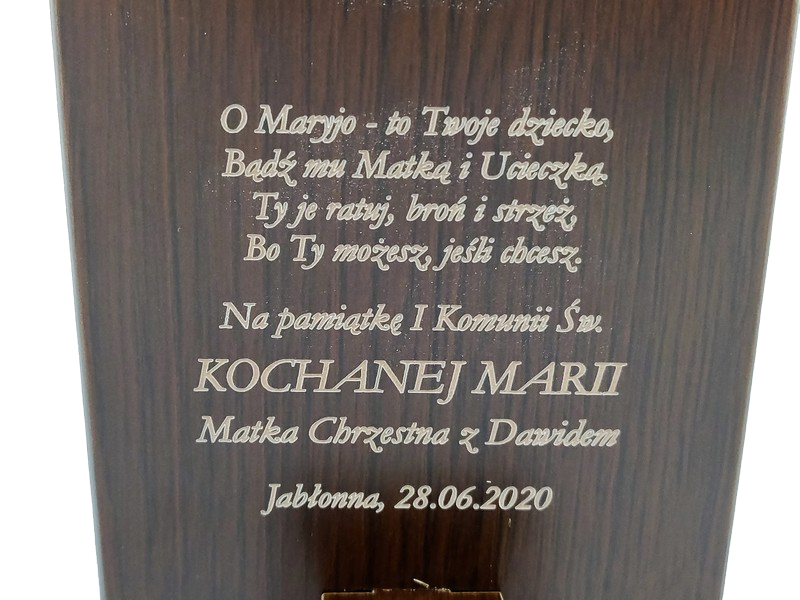 O Maryjo - to Twoje dziecko,
Bądź mu Matką i Ucieczką.
Ty je ratuj, broń i strzeż,
Bo Ty możesz, jeśli chcesz.
Na pamiątkę I Komunii Św.
KOCHANEJ MARII
Matka Chrzestna z Dawidem
Jabłonna, 28.06.2020